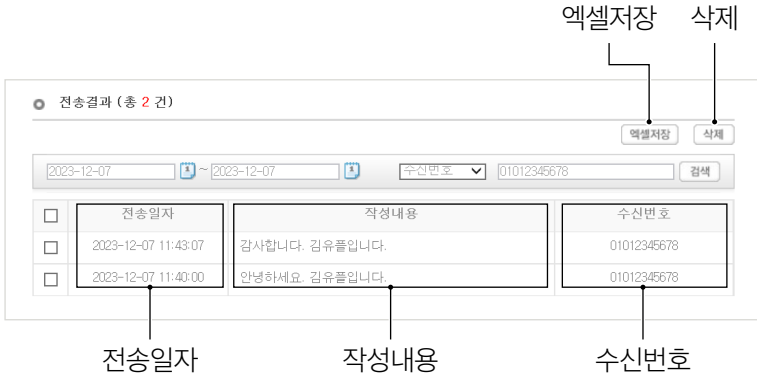 엑셀저장 삭제
전송결과 (총 2 건)
엑셀저장 삭제
2023-12-07 ~ 2023-12-07 수신번호 01012345678 검색
전송일자 작성내용 수신번호
2023-12-07 11:43:07 감사합니다. 김유플입니다. 01012345678
2023-12-07 11:40:00 안녕하세요. 김유플입니다. 01012345678
전송일자 작성내용 수신번호